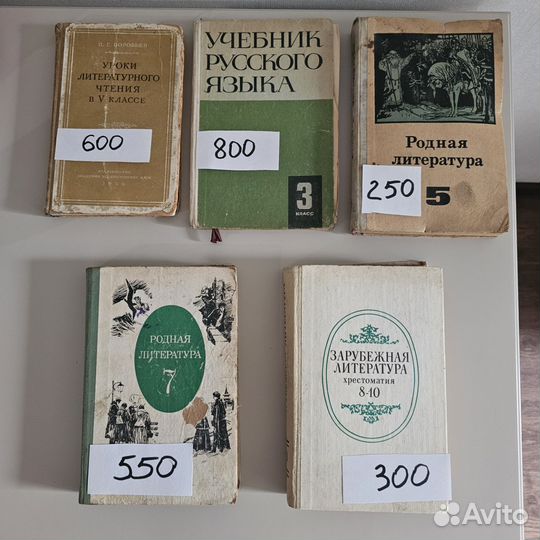 П. Г. ВОРОБЬЕВ
УРОКИ
ЛИТЕРАТУРНОГО
ЧТЕНИЯ
В V КЛАССЕ
600
УЧЕБНИК
РУССКОГО
ЯЗЫКА
800
3
КЛАСС
Родная
литература
250
5
РОДНАЯ
ЛИТЕРАТУРА
7
550
ЗАРУБЕЖНАЯ
ЛИТЕРАТУРА
хрестоматия
8-10
300
Avito